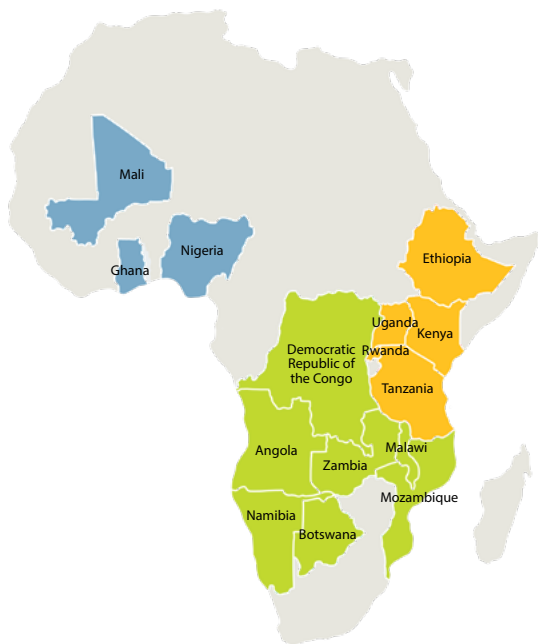 Mali
Nigeria
Ghana
Ethiopia
Uganda
Kenya
Rwanda
Democratic
Republic of
the Congo
Tanzania
Angola
Malawi
Zambia
Mozambique
Namibia
Botswana